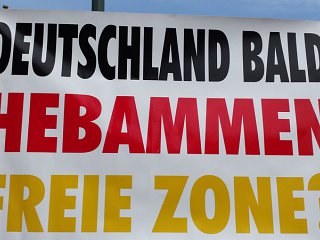 DEUTSCHLAND BALD
HEBAMMEN
FREIE ZONE?